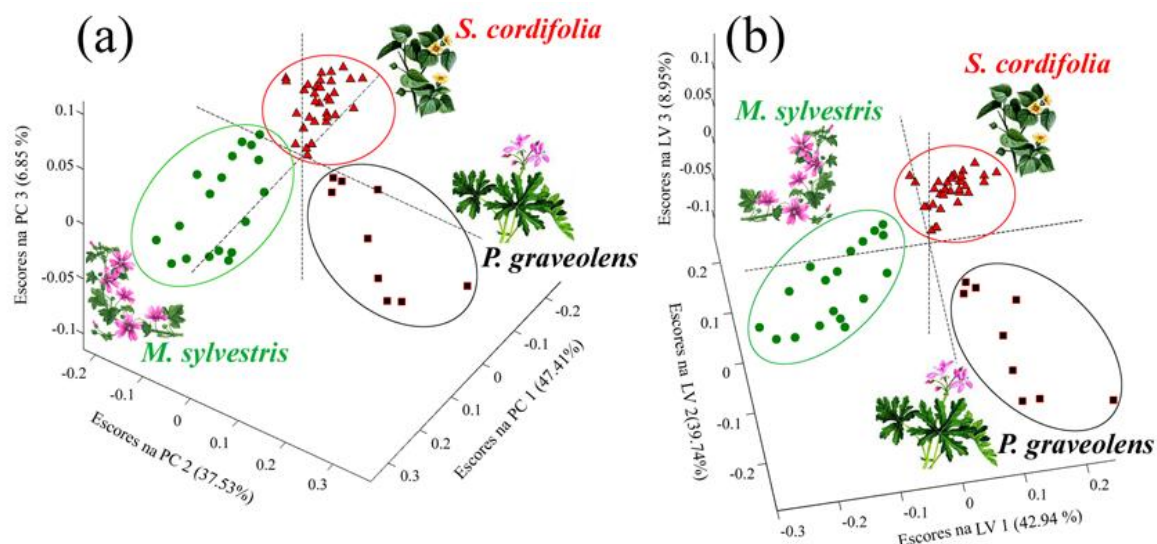 (a)
S. cordifolia
M. sylvestris
P. graveolens
Escores na PC 3 (6.85 %)
0.1
0.05
0
-0.05
-0.1
Escores na PC 2 (37.53%)
-0.2
-0.1
0
0.1
0.2
0.3
Escores na PC 1 (47.41%)
-0.2
-0.1
0
0.1
0.2
0.3
(b)
S. cordifolia
M. sylvestris
P. graveolens
Escores na LV 3 (8.95%)
0.1
0.05
0
-0.05
-0.1
Escores na LV 2(39.74%)
0.2
0.1
0
-0.1
-0.2
Escores na LV 1 (42.94 %)
-0.3
-0.2
-0.1
0
0.1
0.2